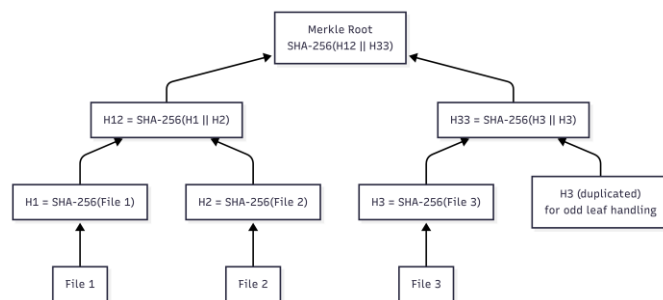 Merkle Root
SHA-256(H12 || H33)
H12 = SHA-256(H1 || H2)
H33 = SHA-256(H3 || H3)
H1 = SHA-256(File 1)
H2 = SHA-256(File 2)
H3 = SHA-256(File 3)
H3 (duplicated)
for odd leaf handling
File 1
File 2
File 3